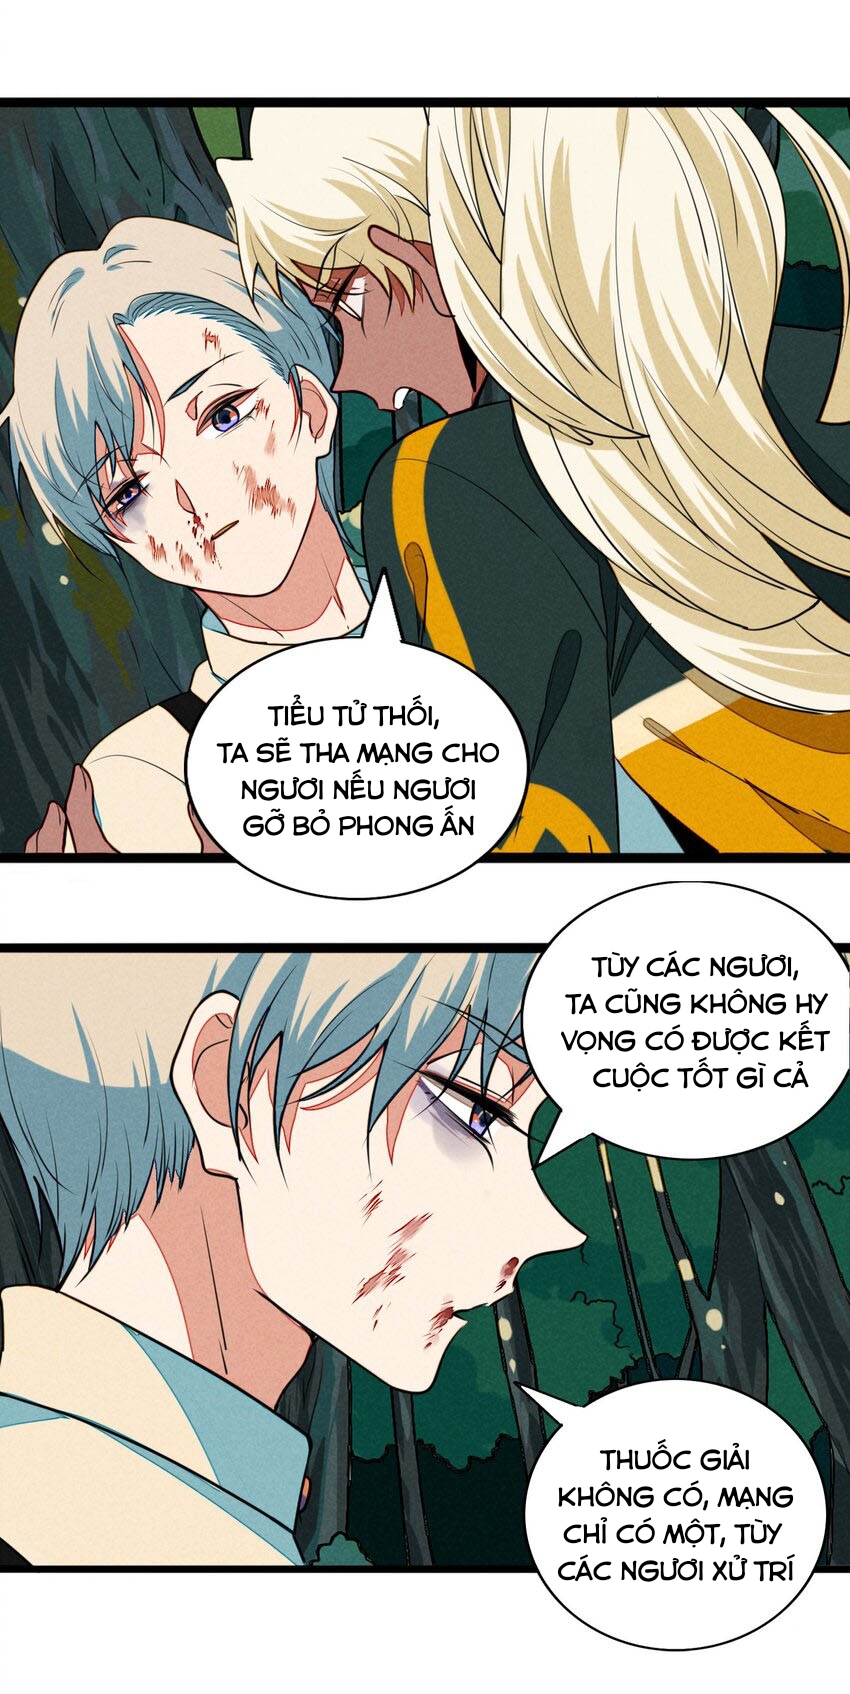 TIỂU TỬ THỐI,
TA SẼ THA MẠNG CHO
NGƯƠI NẾU NGƯƠI
GỠ BỎ PHONG ẤN
TÙY CÁC NGƯƠI,
TA CŨNG KHÔNG HY
VỌNG CÓ ĐƯỢC KẾT
CUỘC TỐT GÌ CẢ
THUỐC GIẢI
KHÔNG CÓ, MẠNG
CHỈ CÓ MỘT, TÙY
CÁC NGƯƠI XỬ TRÍ